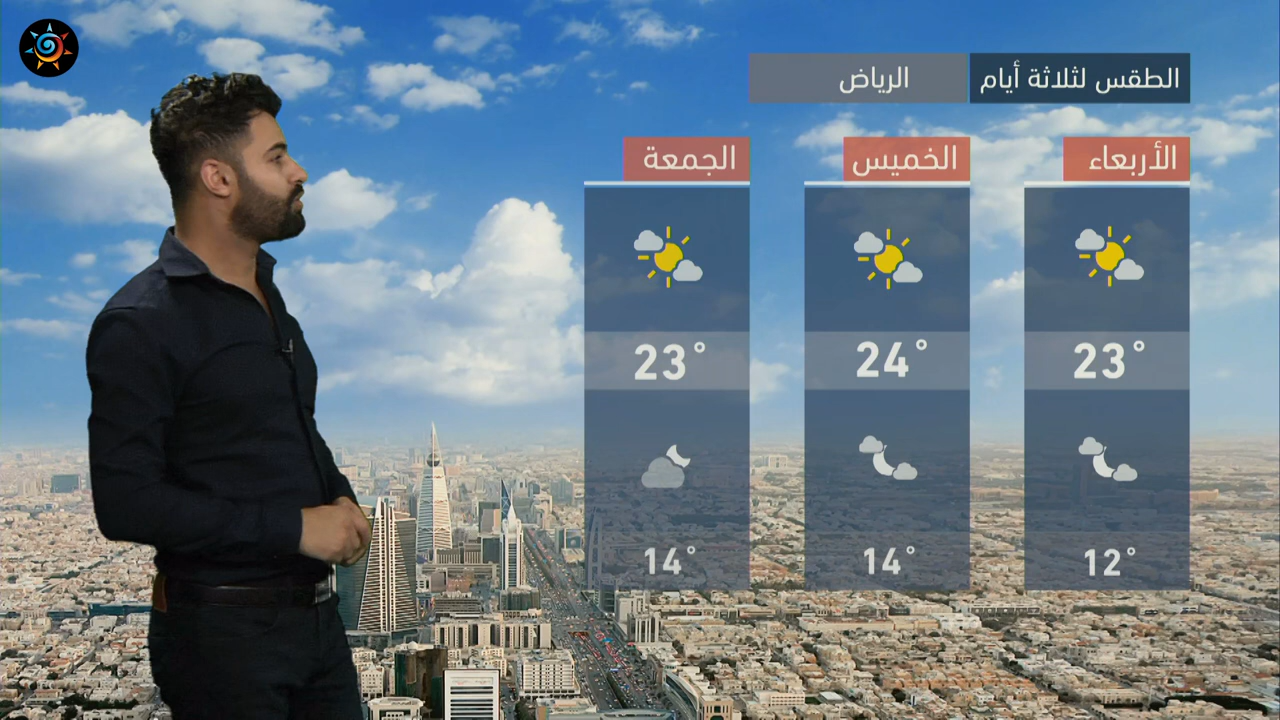 الطقس لثلاثة أيام
الرياض
الأربعاء
الخميس
الجمعة
23°
24°
23°
12°
14°
14°